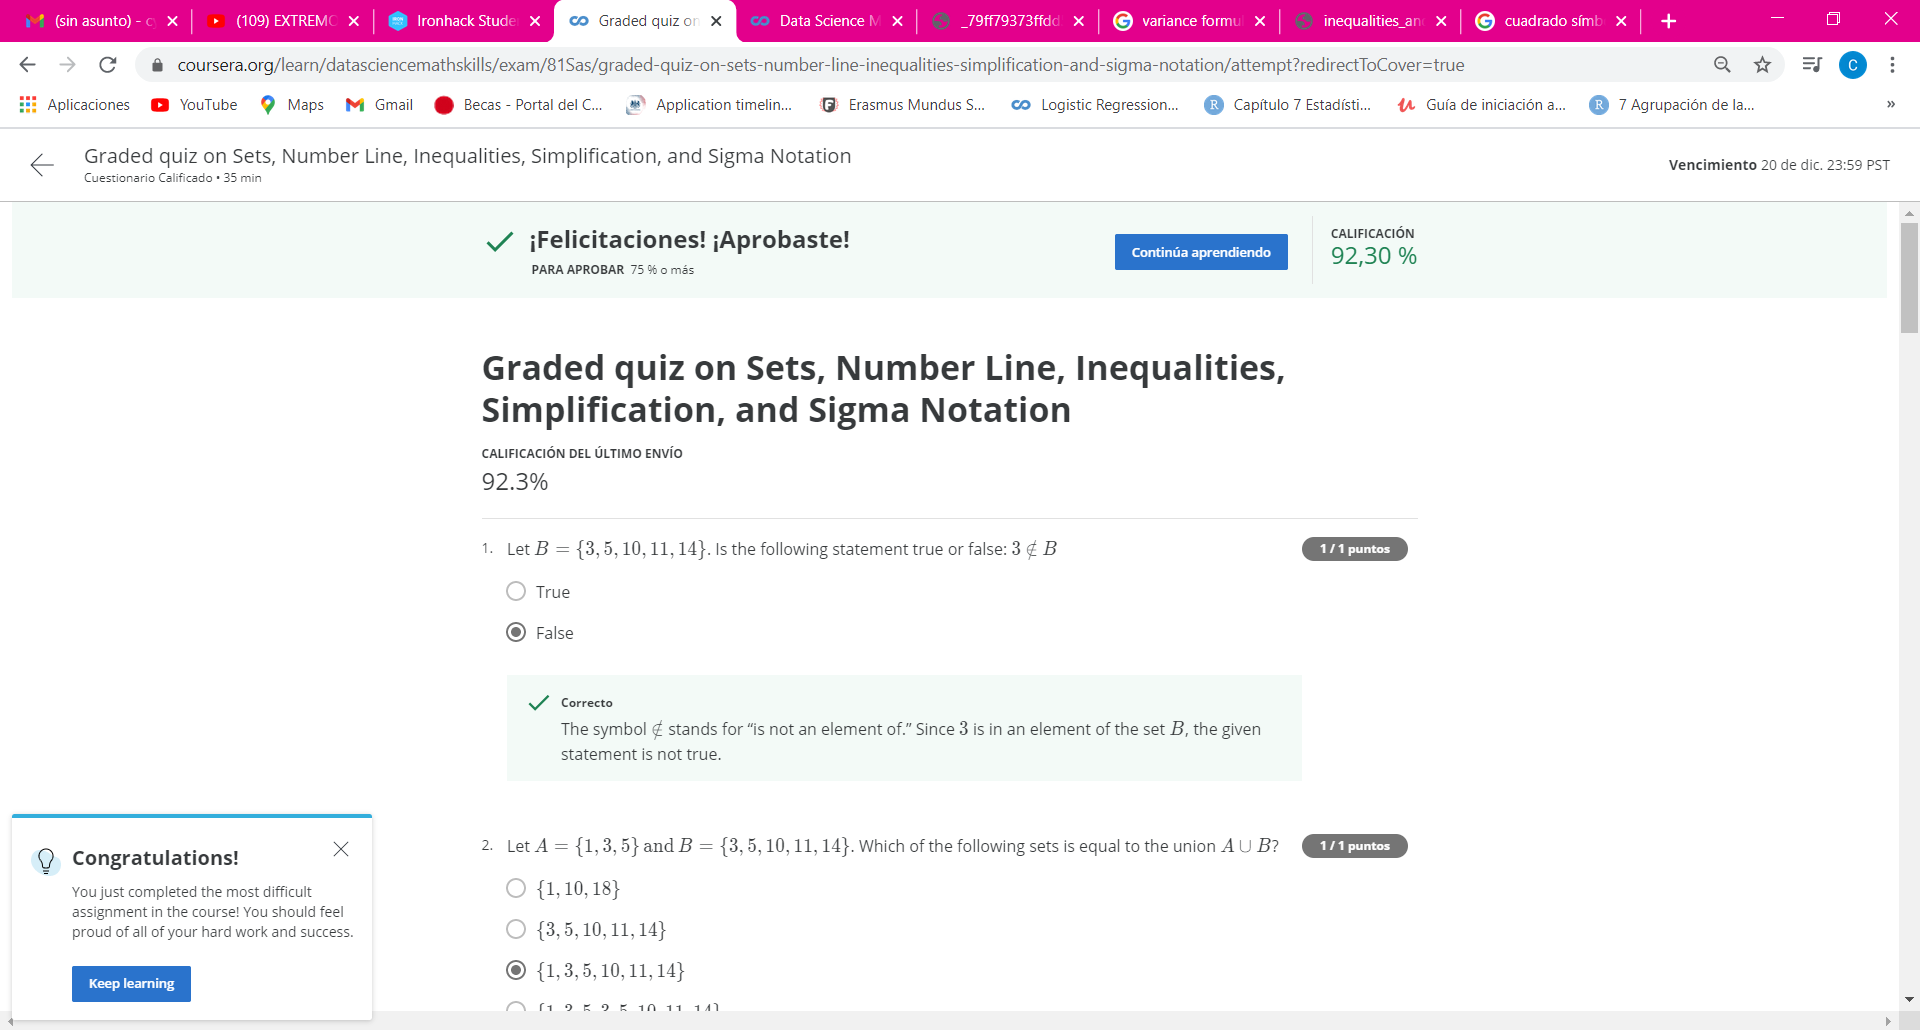 (sin asunto) - c
(109) EXTREMO
Ironhack Stude
Graded quiz on
Data Science M
_79ff79373ffdd
variance formu
inequalities_an
cuadrado símb
coursera.org/learn/datasciencemathskills/exam/81Sas/graded-quiz-on-sets-number-line-inequalities-simplification-and-sigma-notation/attempt?redirectToCover=true
C
Aplicaciones
YouTube
Maps
Gmail
Becas - Portal del C...
Application timelin...
Erasmus Mundus S...
Logistic Regression...
Capítulo 7 Estadísti...
Guía de iniciación a...
7 Agrupación de la...
»
Graded quiz on Sets, Number Line, Inequalities, Simplification, and Sigma Notation
Cuestionario Calificado • 35 min
Vencimiento 20 de dic. 23:59 PST
¡Felicitaciones! ¡Aprobaste!
PARA APROBAR 75 % o más
Continúa aprendiendo
CALIFICACIÓN
92,30 %
Graded quiz on Sets, Number Line, Inequalities,
Simplification, and Sigma Notation
CALIFICACIÓN DEL ÚLTIMO ENVÍO
92.3%
1. Let B = {3, 5, 10, 11, 14}. Is the following statement true or false: 3 ∉ B
1 / 1 puntos
True
False
Correcto
The symbol ∉ stands for “is not an element of.” Since 3 is in an element of the set B, the given
statement is not true.
2. Let A = {1, 3, 5} and B = {3, 5, 10, 11, 14}. Which of the following sets is equal to the union A ∪ B?
1 / 1 puntos
{1, 10, 18}
{3, 5, 10, 11, 14}
{1, 3, 5, 10, 11, 14}
{1, 3, 5, 3, 5, 10, 11, 14}
Congratulations!
You just completed the most difficult
assignment in the course! You should feel
proud of all of your hard work and success.
Keep learning